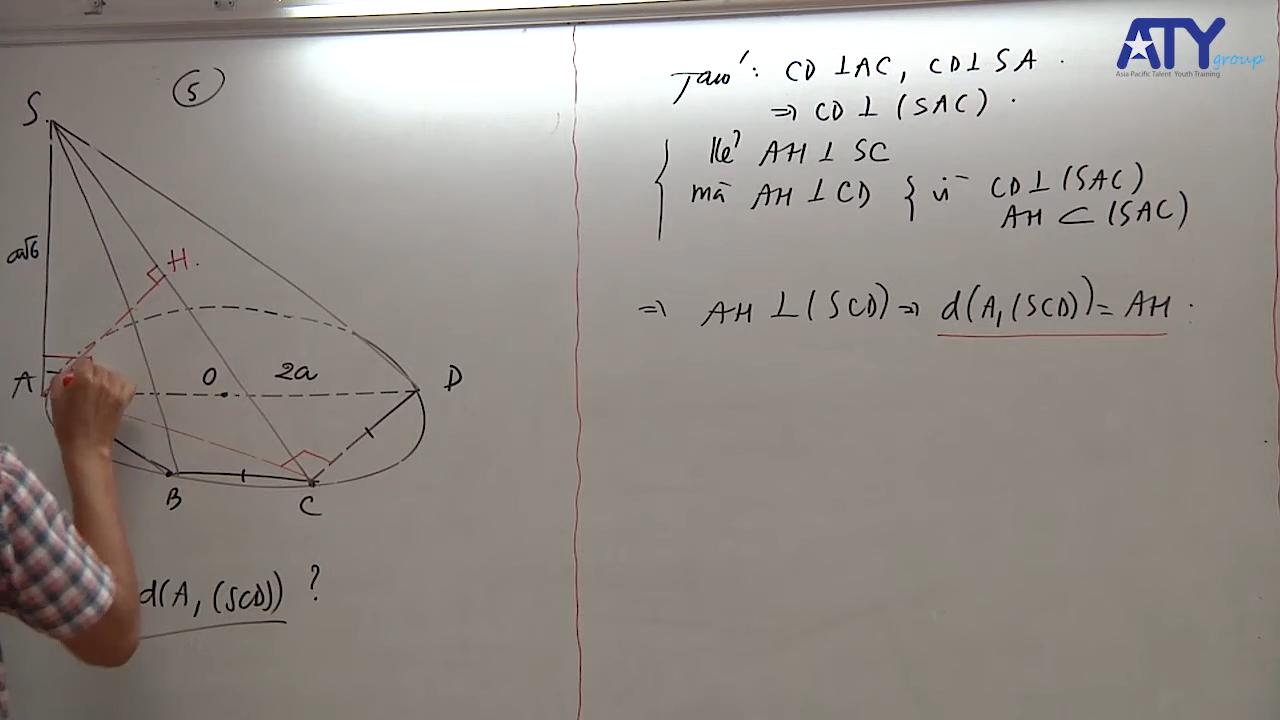 ATY group
Asia Pacific Talent Youth Training
5
S
a√6
H.
A
O
2a
D
B
C
d(A, (SCD)) ?
CD ⊥ AC, CD ⊥ SA.
⇒ CD ⊥ (SAC).
Kẻ AH ⊥ SC
mà AH ⊥ CD { vì CD ⊥ (SAC)
AH ⊂ (SAC)
⇒ AH ⊥ (SCD) ⇒ d(A, (SCD)) = AH.